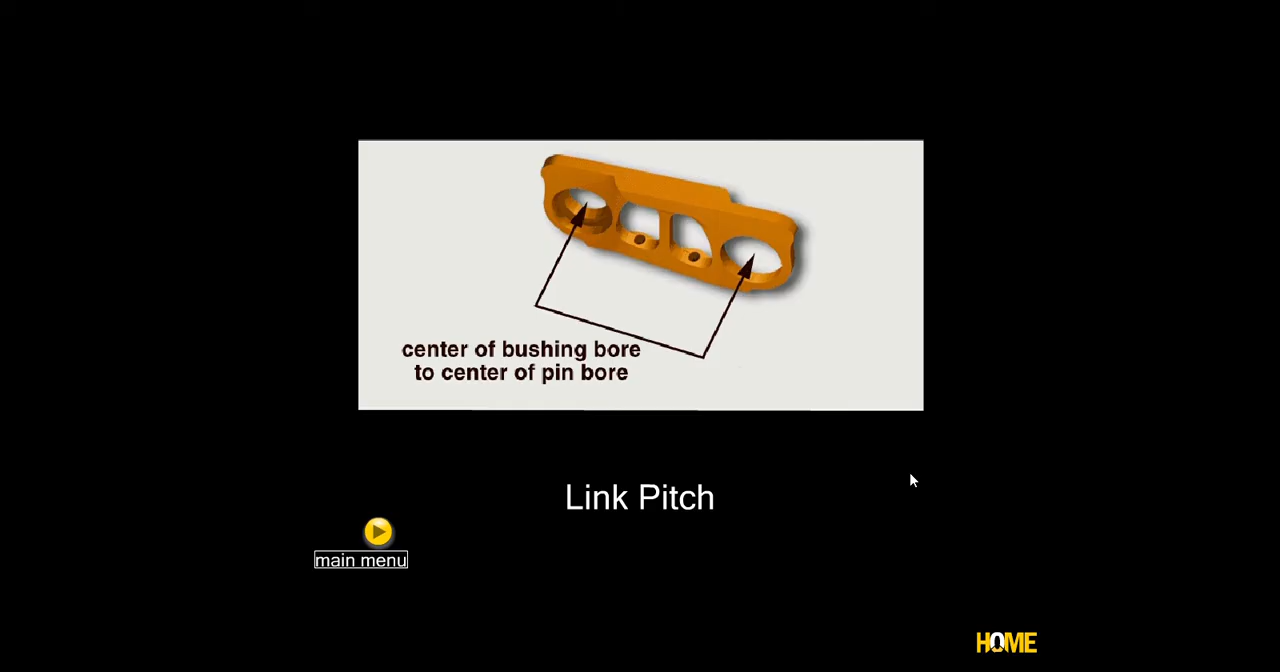 center of bushing bore
to center of pin bore
Link Pitch
main menu
HOME